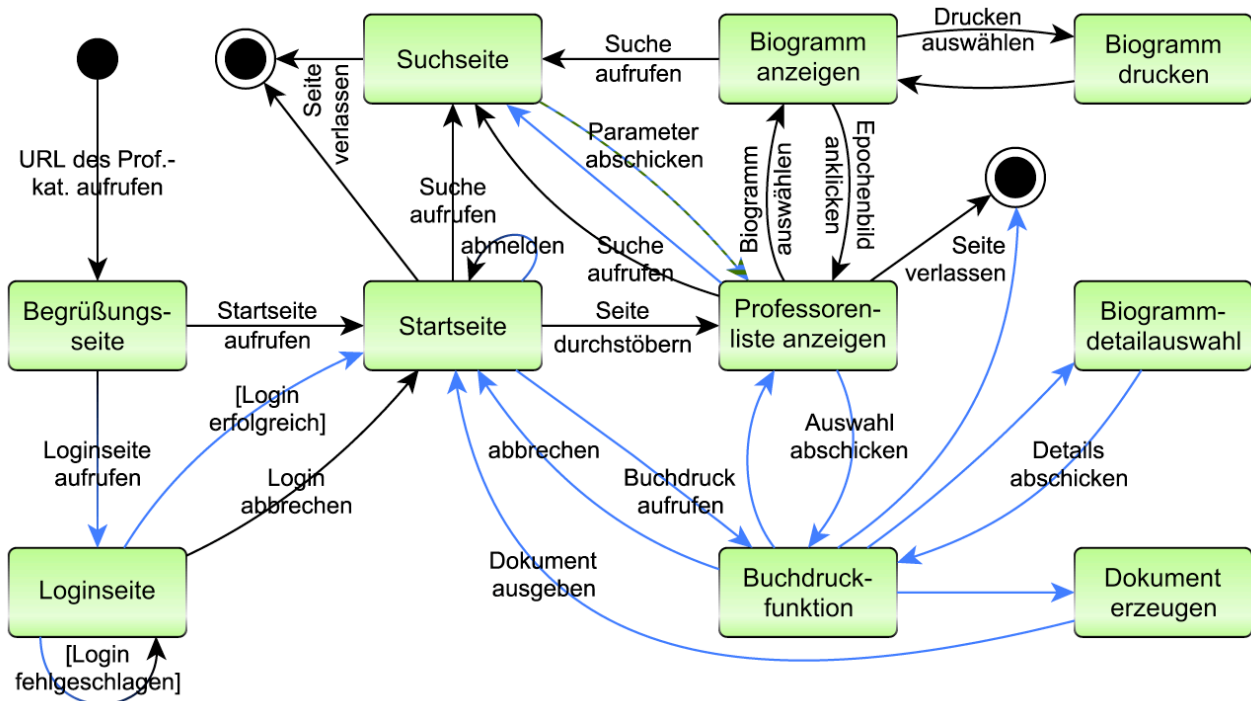 Suchseite
Suche
aufrufen
Biogramm
anzeigen
Drucken
auswählen
Biogramm
drucken
Seite
verlassen
URL des Prof.-
kat. aufrufen
Suche
aufrufen
Parameter
abschicken
Biogramm
auswählen
Epochenbild
anklicken
abmelden
Suche
aufrufen
Seite
verlassen
Begrüßungs-
seite
Startseite
aufrufen
Startseite
Seite
durchstöbern
Professoren-
liste anzeigen
Biogramm-
detailauswahl
[Login
erfolgreich]
Loginseite
aufrufen
Login
abbrechen
abbrechen
Buchdruck
aufrufen
Auswahl
abschicken
Details
abschicken
Loginseite
Dokument
ausgeben
Buchdruck-
funktion
Dokument
erzeugen
[Login
fehlgeschlagen]